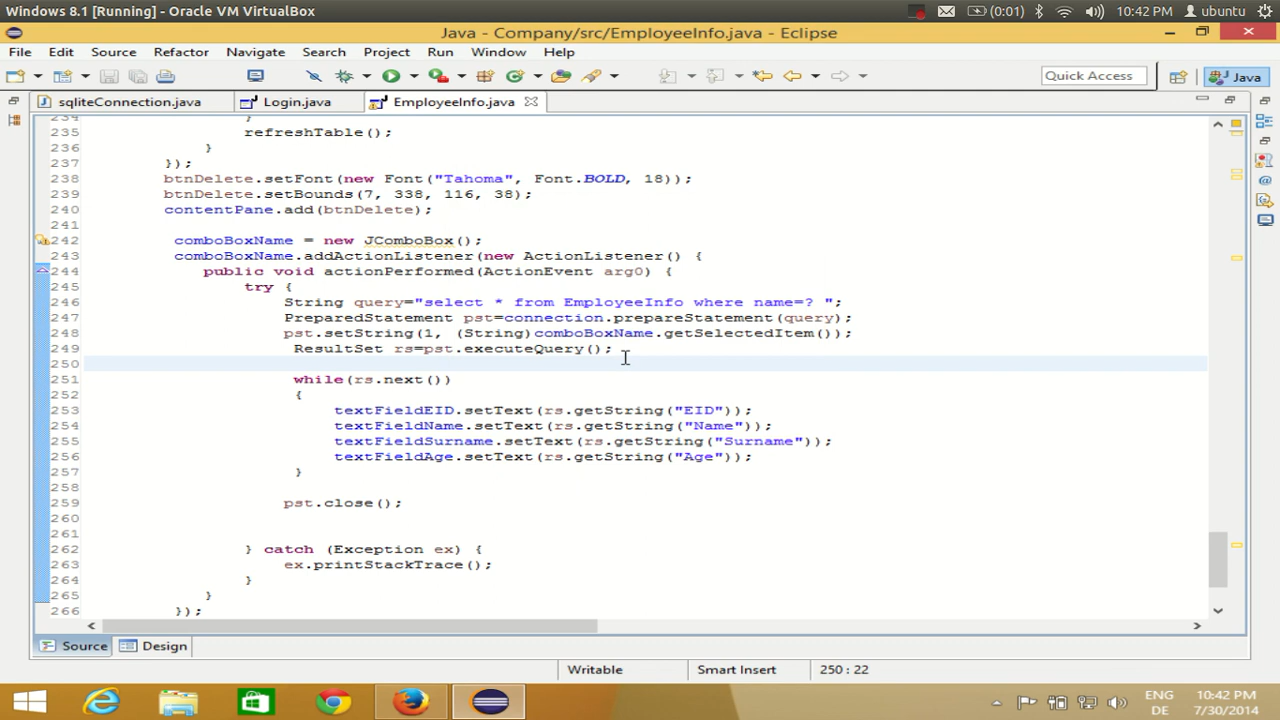 Windows 8.1 [Running] - Oracle VM VirtualBox
(0:01)
10:42 PM
ubuntu
Java - Company/src/EmployeeInfo.java - Eclipse
File Edit Source Refactor Navigate Search Project Run Window Help
Quick Access
Java
sqliteConnection.java
Login.java
EmployeeInfo.java
234 }
235 refreshTable();
236 }
237 });
238 btnDelete.setFont(new Font("Tahoma", Font.BOLD, 18));
239 btnDelete.setBounds(7, 338, 116, 38);
240 contentPane.add(btnDelete);
241
242 comboBoxName = new JComboBox();
243 comboBoxName.addActionListener(new ActionListener() {
244 public void actionPerformed(ActionEvent arg0) {
245 try {
246 String query="select * from EmployeeInfo where name=? ";
247 PreparedStatement pst=connection.prepareStatement(query);
248 pst.setString(1, (String)comboBoxName.getSelectedItem());
249 ResultSet rs=pst.executeQuery();
250
251 while(rs.next())
252 {
253 textFieldEID.setText(rs.getString("EID"));
254 textFieldName.setText(rs.getString("Name"));
255 textFieldSurname.setText(rs.getString("Surname"));
256 textFieldAge.setText(rs.getString("Age"));
257 }
258
259 pst.close();
260
261
262 } catch (Exception ex) {
263 ex.printStackTrace();
264 }
265 }
266 });
Source
Design
Writable
Smart Insert
250 : 22
ENG
DE
10:42 PM
7/30/2014